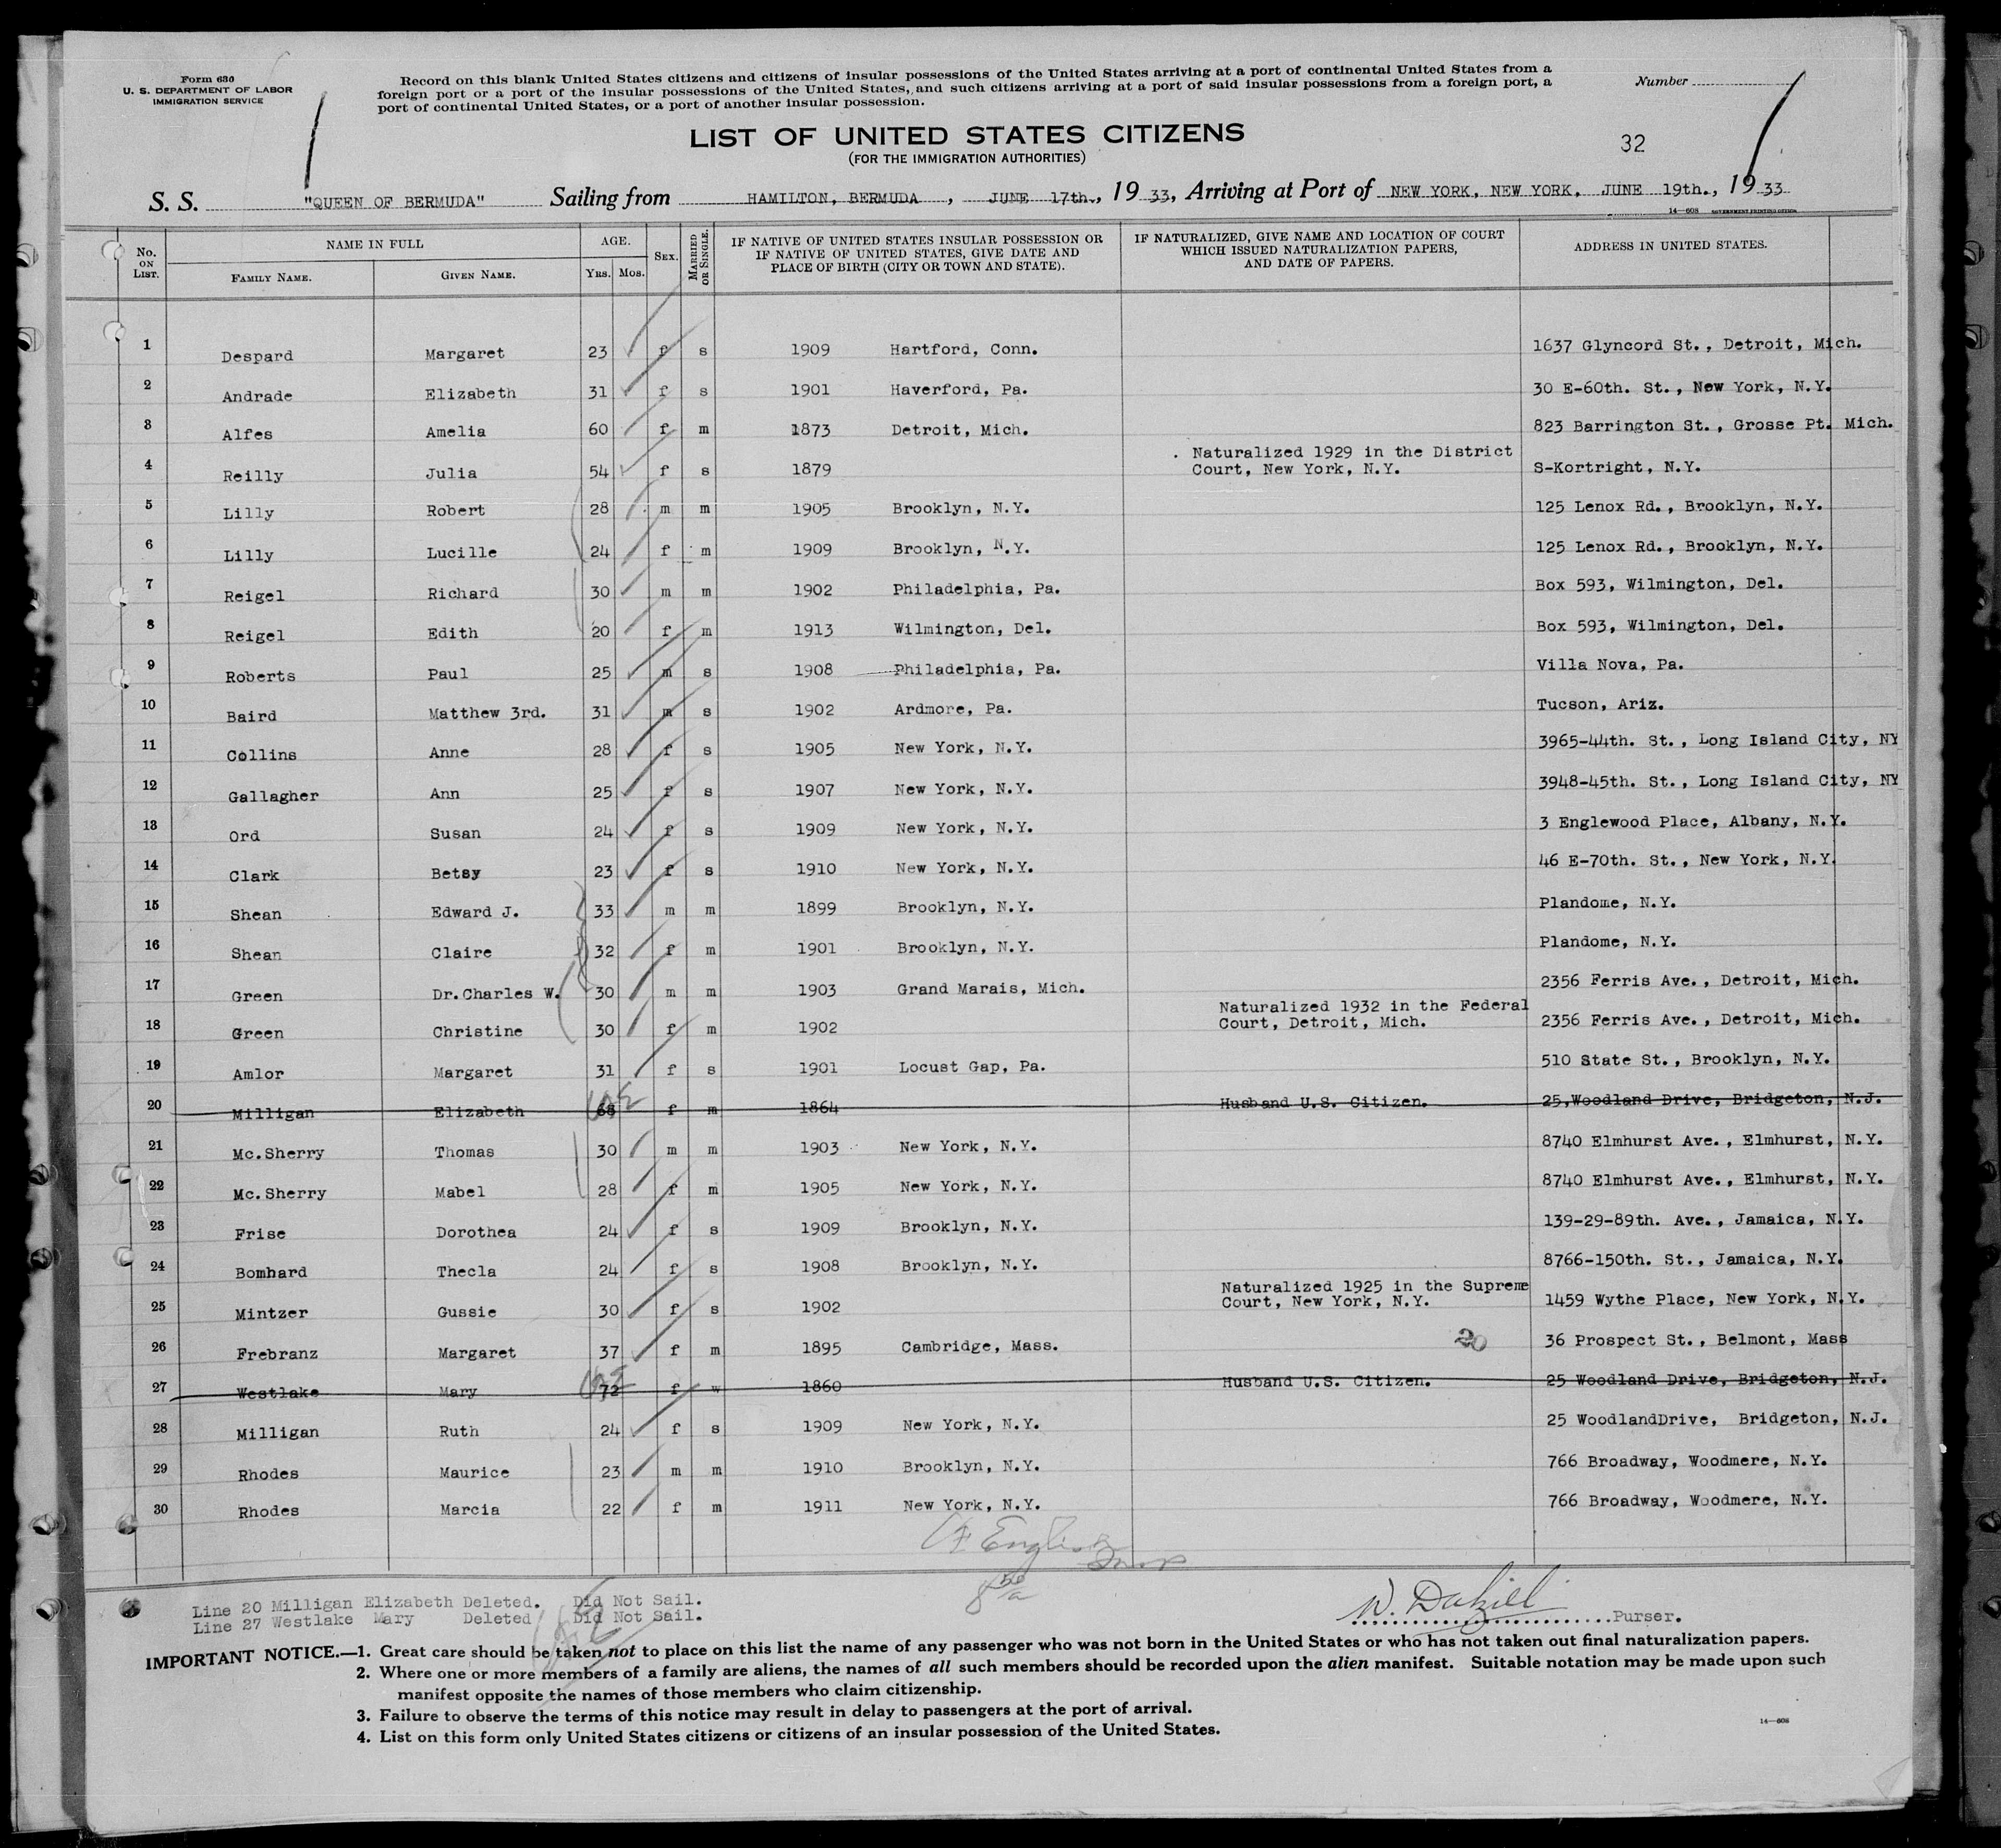 Form 630
U. S. DEPARTMENT OF LABOR
IMMIGRATION SERVICE
Record on this blank United States citizens and citizens of insular possessions of the United States arriving at a port of continental United States from a
foreign port or a port of the insular possessions of the United States, and such citizens arriving at a port of said insular possessions from a foreign port, a
port of continental United States, or a port of another insular possession.
Number
LIST OF UNITED STATES CITIZENS
(FOR THE IMMIGRATION AUTHORITIES)
32
S. S. "QUEEN OF BERMUDA" Sailing from HAMILTON, BERMUDA, JUNE 17th., 1933, Arriving at Port of NEW YORK, NEW YORK, JUNE 19th., 1933
14—608 GOVERNMENT PRINTING OFFICE
No. ON LIST. NAME IN FULL FAMILY NAME. GIVEN NAME. AGE. YRS. MOS. SEX. MARRIED OR SINGLE. IF NATIVE OF UNITED STATES INSULAR POSSESSION OR IF NATIVE OF UNITED STATES, GIVE DATE AND PLACE OF BIRTH (CITY OR TOWN AND STATE). IF NATURALIZED, GIVE NAME AND LOCATION OF COURT WHICH ISSUED NATURALIZATION PAPERS, AND DATE OF PAPERS. ADDRESS IN UNITED STATES.
1 Despard Margaret 23 f s 1909 Hartford, Conn. 1637 Glyncord St., Detroit, Mich.
2 Andrade Elizabeth 31 f s 1901 Haverford, Pa. 30 E-60th. St., New York, N.Y.
3 Alfes Amelia 60 f m 1873 Detroit, Mich. 823 Barrington St., Grosse Pt. Mich.
4 Reilly Julia 54 f s 1879 Naturalized 1929 in the District Court, New York, N.Y. S-Kortright, N.Y.
5 Lilly Robert 28 m m 1905 Brooklyn, N.Y. 125 Lenox Rd., Brooklyn, N.Y.
6 Lilly Lucille 24 f m 1909 Brooklyn, N.Y. 125 Lenox Rd., Brooklyn, N.Y.
7 Reigel Richard 30 m m 1902 Philadelphia, Pa. Box 593, Wilmington, Del.
8 Reigel Edith 20 f m 1913 Wilmington, Del. Box 593, Wilmington, Del.
9 Roberts Paul 25 m s 1908 Philadelphia, Pa. Villa Nova, Pa.
10 Baird Matthew 3rd. 31 m s 1902 Ardmore, Pa. Tucson, Ariz.
11 Collins Anne 28 f s 1905 New York, N.Y. 3965-44th. St., Long Island City, NY
12 Gallagher Ann 25 f s 1907 New York, N.Y. 3948-45th. St., Long Island City, NY
13 Ord Susan 24 f s 1909 New York, N.Y. 3 Englewood Place, Albany, N.Y.
14 Clark Betsy 23 f s 1910 New York, N.Y. 46 E-70th. St., New York, N.Y.
15 Shean Edward J. 33 m m 1899 Brooklyn, N.Y. Plandome, N.Y.
16 Shean Claire 32 f m 1901 Brooklyn, N.Y. Plandome, N.Y.
17 Green Dr.Charles W. 30 m m 1903 Grand Marais, Mich. 2356 Ferris Ave., Detroit, Mich.
18 Green Christine 30 f m 1902 Naturalized 1932 in the Federal Court, Detroit, Mich. 2356 Ferris Ave., Detroit, Mich.
19 Amlor Margaret 31 f s 1901 Locust Gap, Pa. 510 State St., Brooklyn, N.Y.
20 Milligan Elizabeth 68 f m 1864 Husband U.S. Citizen. 25,Woodland Drive, Bridgeton, N.J.
21 Mc.Sherry Thomas 30 m m 1903 New York, N.Y. 8740 Elmhurst Ave., Elmhurst, N.Y.
22 Mc.Sherry Mabel 28 f m 1905 New York, N.Y. 8740 Elmhurst Ave., Elmhurst, N.Y.
23 Frise Dorothea 24 f s 1909 Brooklyn, N.Y. 139-29-89th. Ave., Jamaica, N.Y.
24 Bombard Thecla 24 f s 1908 Brooklyn, N.Y. 8766-150th. St., Jamaica, N.Y.
25 Mintzer Gussie 30 f s 1902 Naturalized 1925 in the Supreme Court, New York, N.Y. 1459 Wythe Place, New York, N.Y.
26 Frebranz Margaret 37 f m 1895 Cambridge, Mass. 20 36 Prospect St., Belmont, Mass
27 Westlake Mary 72 f w 1860 Husband U.S. Citizen. 25 Woodland Drive, Bridgeton, N.J.
28 Milligan Ruth 24 f s 1909 New York, N.Y. 25 WoodlandDrive, Bridgeton, N.J.
29 Rhodes Maurice 23 m m 1910 Brooklyn, N.Y. 766 Broadway, Woodmere, N.Y.
30 Rhodes Marcia 22 f m 1911 New York, N.Y. 766 Broadway, Woodmere, N.Y.
Line 20 Milligan Elizabeth Deleted. Did Not Sail.
Line 27 Westlake Mary Deleted Did Not Sail.
Purser.
IMPORTANT NOTICE.—1. Great care should be taken not to place on this list the name of any passenger who was not born in the United States or who has not taken out final naturalization papers.
2. Where one or more members of a family are aliens, the names of all such members should be recorded upon the alien manifest. Suitable notation may be made upon such
manifest opposite the names of those members who claim citizenship.
3. Failure to observe the terms of this notice may result in delay to passengers at the port of arrival.
4. List on this form only United States citizens or citizens of an insular possession of the United States.
14—608